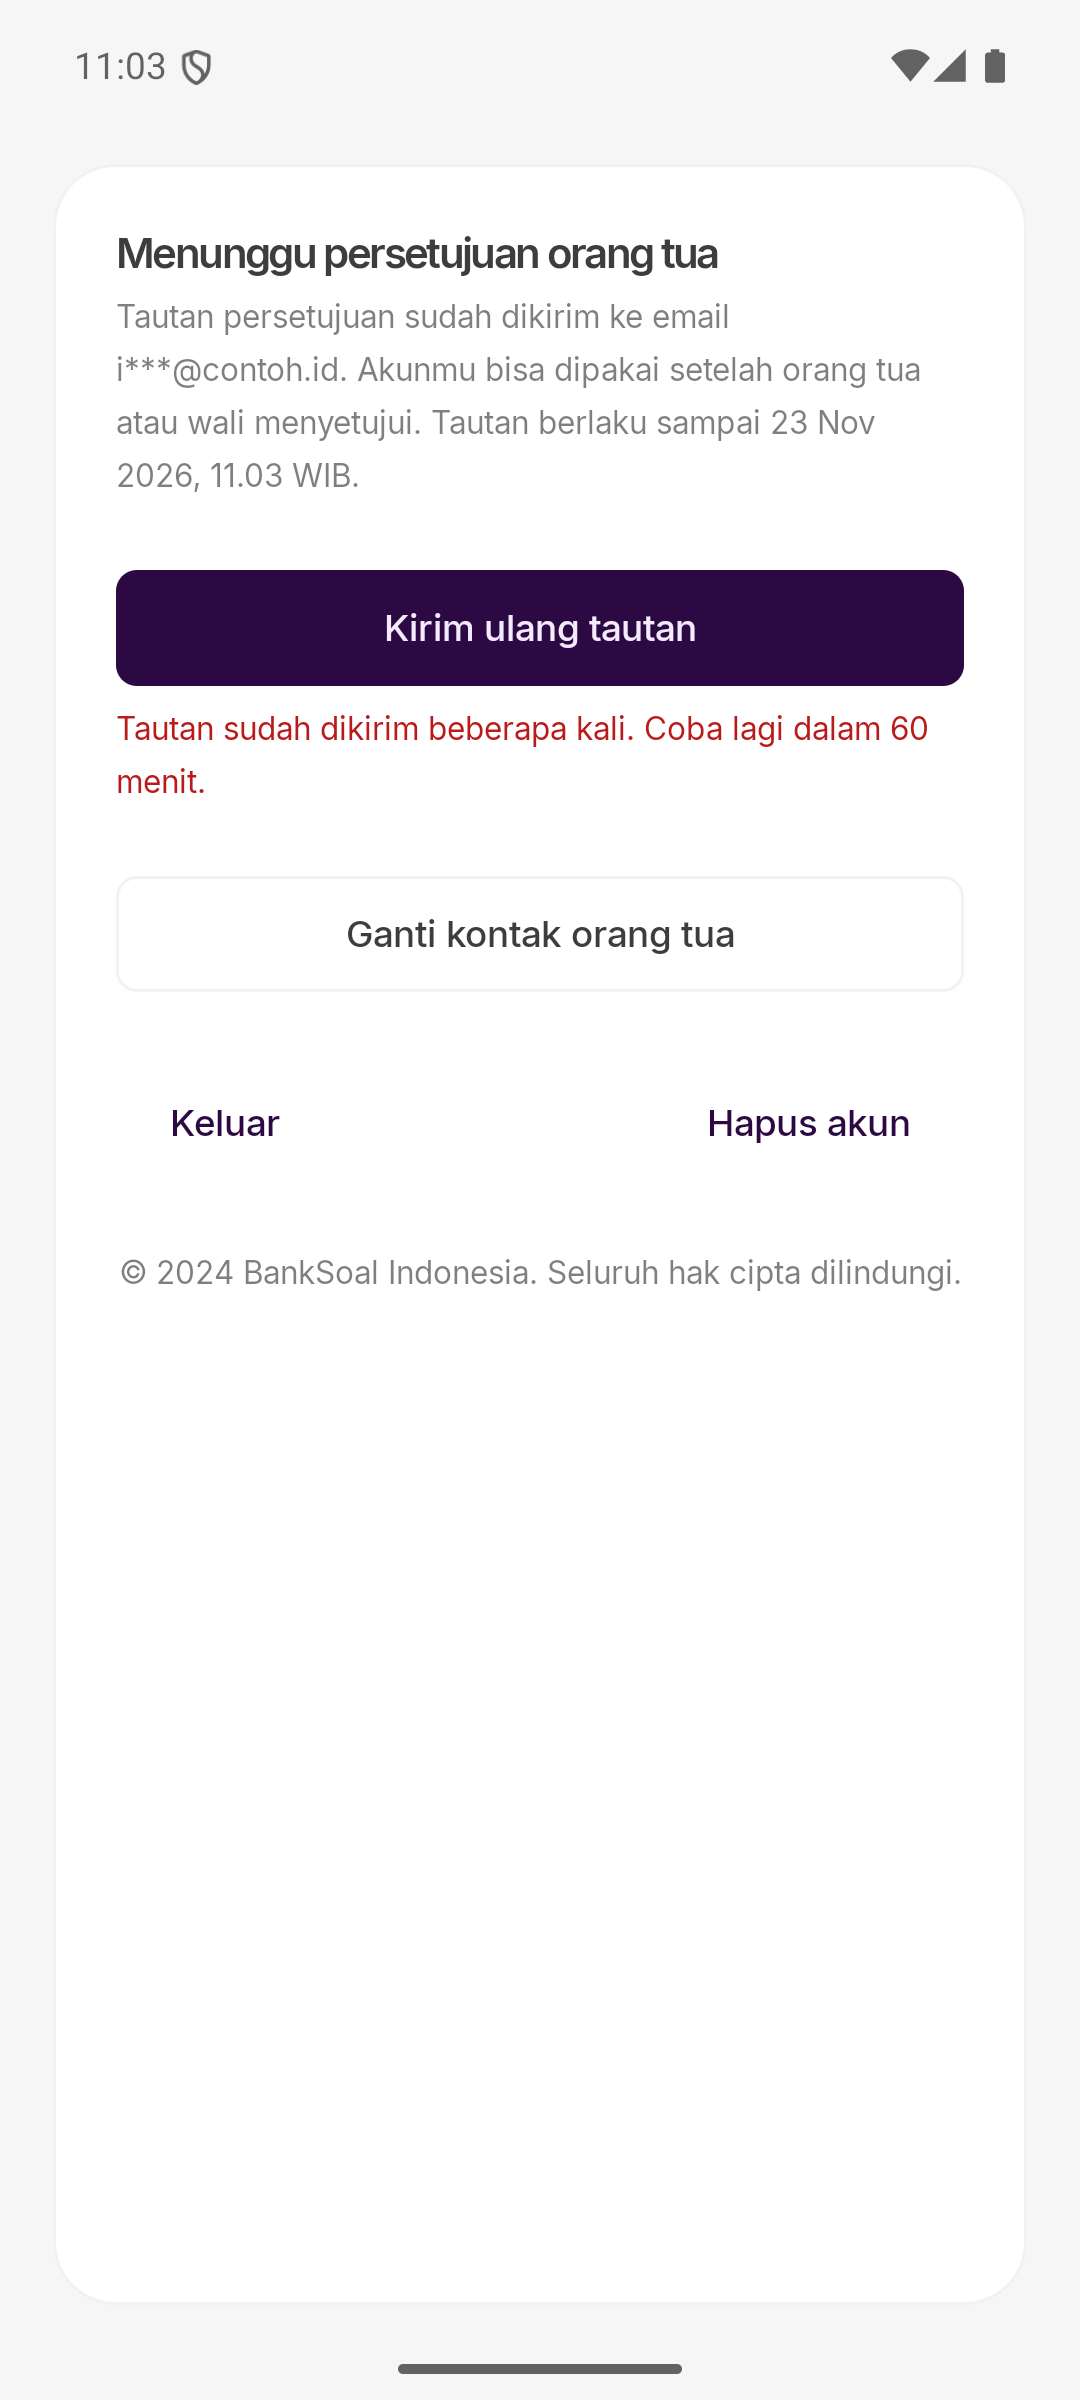 11:03
Menunggu persetujuan orang tua
Tautan persetujuan sudah dikirim ke email
i***@contoh.id. Akunmu bisa dipakai setelah orang tua
atau wali menyetujui. Tautan berlaku sampai 23 Nov
2026, 11.03 WIB.
Kirim ulang tautan
Tautan sudah dikirim beberapa kali. Coba lagi dalam 60
menit.
Ganti kontak orang tua
Keluar
Hapus akun
© 2024 BankSoal Indonesia. Seluruh hak cipta dilindungi.